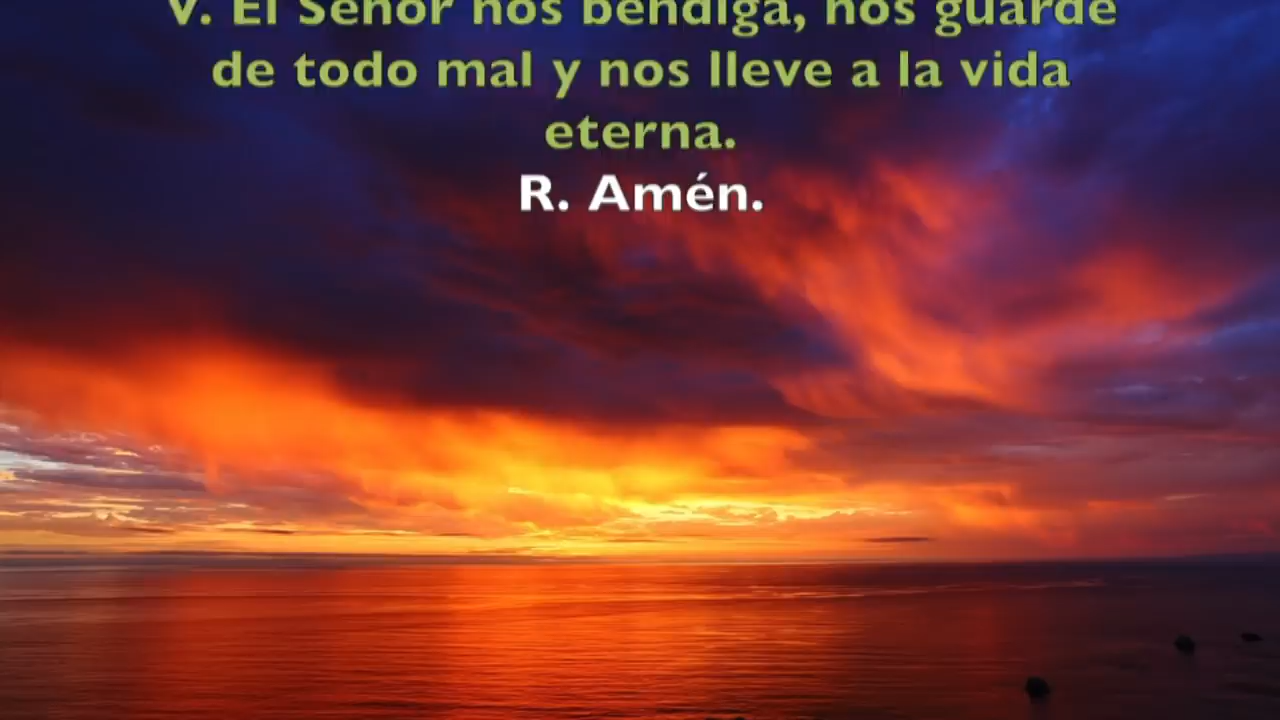 V. El Señor nos bendiga, nos guarde
de todo mal y nos lleve a la vida
eterna.
R. Amén.